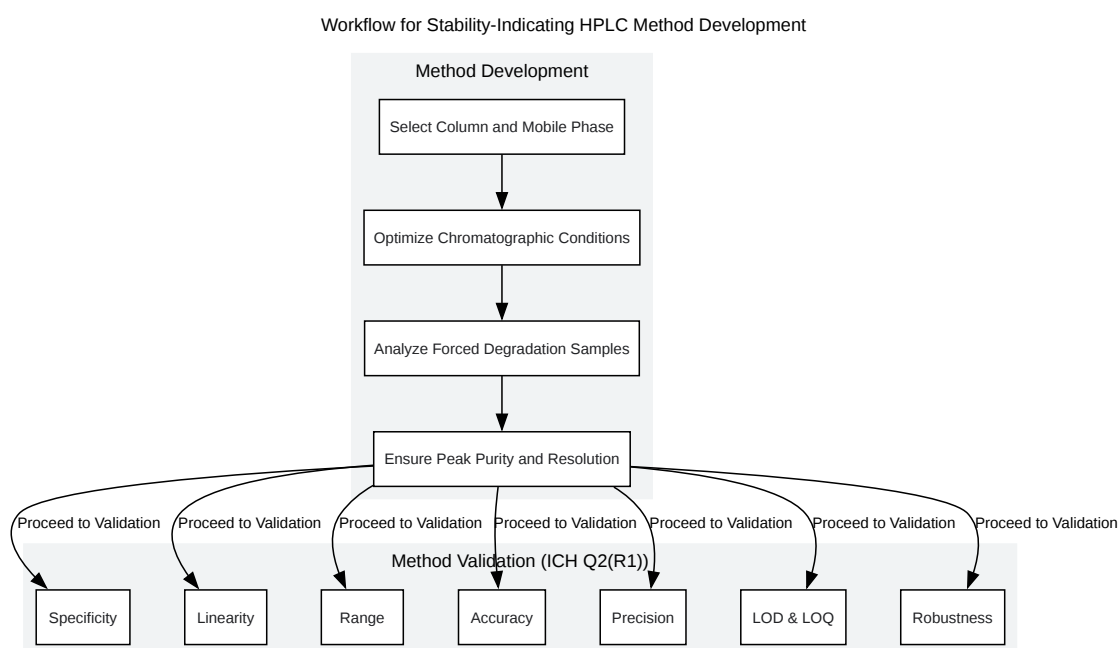 Workflow for Stability-Indicating HPLC Method Development
Method Development
Select Column and Mobile Phase
Optimize Chromatographic Conditions
Analyze Forced Degradation Samples
Ensure Peak Purity and Resolution
Proceed to Validation
Proceed to Validation
Proceed to Validation
Proceed to Validation
Proceed to Validation
Proceed to Validation
Proceed to Validation
Method Validation (ICH Q2(R1))
Specificity
Linearity
Range
Accuracy
Precision
LOD & LOQ
Robustness